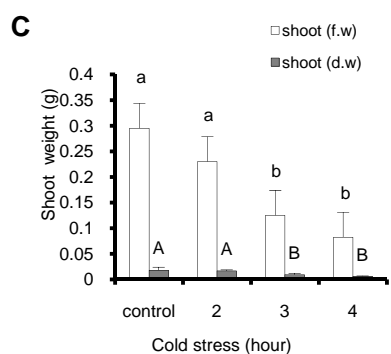 C
shoot (f.w)
shoot (d.w)
Shoot weight (g)
0.4
0.35
0.3
0.25
0.2
0.15
0.1
0.05
0
a
a
b
b
A
A
B
B
control 2 3 4
Cold stress (hour)